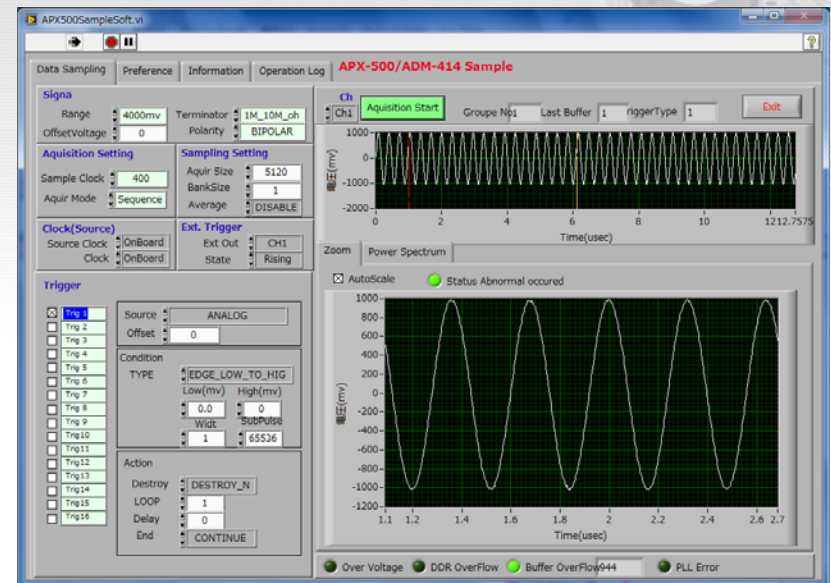 APX500SampleSoft.vi
Data Sampling Preference Information Operation Log APX-500/ADM-414 Sample
Signa
Range 4000mv Terminator 1M_10M_oh
OffsetVoltage 0 Polarity BIPOLAR
Aquisition Setting
Sample Clock 400
Aquir Mode Sequence
Sampling Setting
Aquir Size 5120
BankSize 1
Average DISABLE
Clock(Source)
Source Clock OnBoard
Clock OnBoard
Ext. Trigger
Ext Out CH1
State Rising
Trigger
Trig 1
Trig 2
Trig 3
Trig 4
Trig 5
Trig 6
Trig 7
Trig 8
Trig 9
Trig10
Trig11
Trig12
Trig13
Trig14
Trig15
Trig16
Source ANALOG
Offset 0
Condition
TYPE EDGE_LOW_TO_HIG
Low(mv) High(mv)
0.0 0
Widt SubPulse
1 65536
Action
Destroy DESTROY_N
LOOP 1
Delay 0
End CONTINUE
Ch
Ch1 Aquisition Start Groupe No1 Last Buffer 1 riggerType 1 Exit
1000
0
-1000
-2000
電圧(mv)
0 2 4 6 8 10 1212.7575
Time(usec)
Zoom Power Spectrum
AutoScale Status Abnormal occured
1000
800
600
400
200
0
-200
-400
-600
-800
-1000
-1200
電圧(mv)
1.1 1.2 1.4 1.6 1.8 2 2.2 2.4 2.6 2.7
Time(usec)
Over Voltage DDR OverFlow Buffer OverFlow944 PLL Error